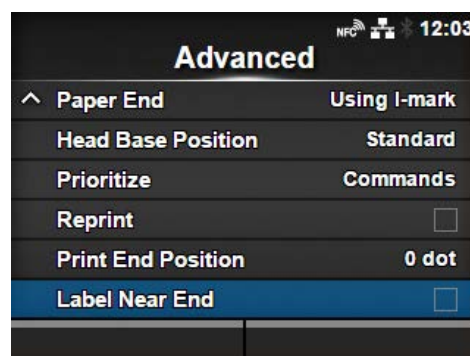 NFC 12:03
Advanced
Paper End Using I-mark
Head Base Position Standard
Prioritize Commands
Reprint
Print End Position 0 dot
Label Near End